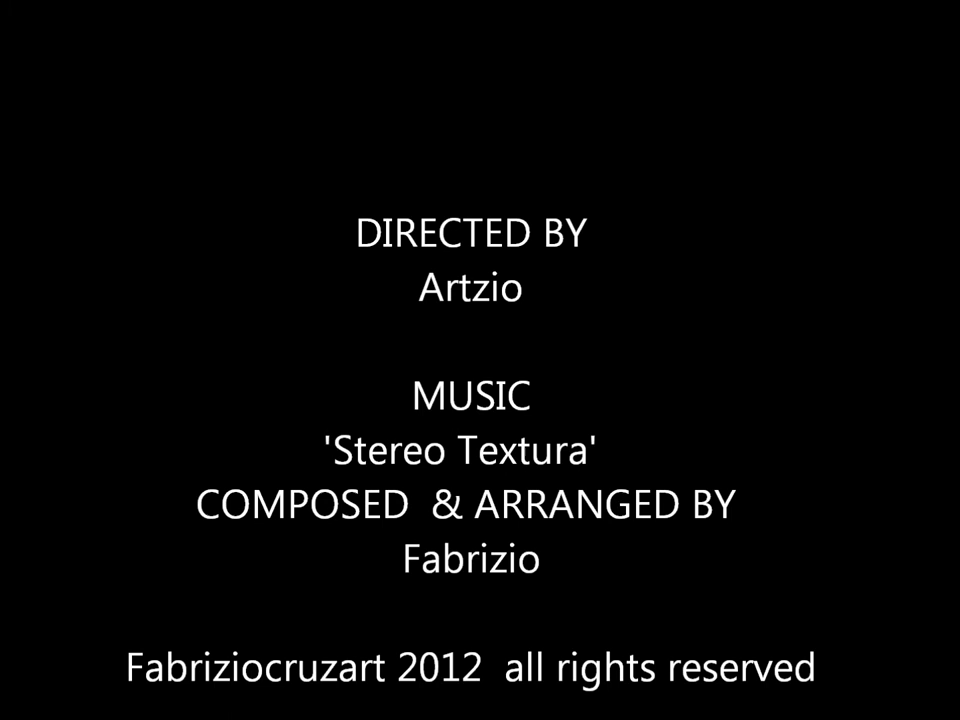 DIRECTED BY
Artzio
MUSIC
'Stereo Textura'
COMPOSED  & ARRANGED BY
Fabrizio
Fabriziocruzart 2012  all rights reserved